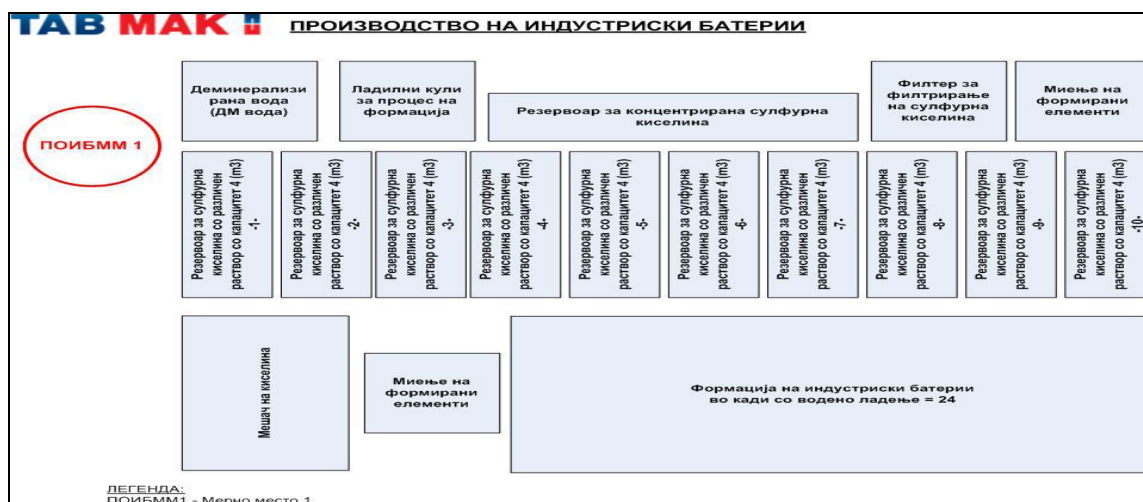 TAB MAK
ПРОИЗВОДСТВО НА ИНДУСТРИСКИ БАТЕРИИ
ПОИБММ 1
Деминерализи
рана вода
(ДМ вода)
Ладилни кули
за процес на
формација
Резервоар за концентрирана сулфурна
киселина
Филтер за
филтрирање
на сулфурна
киселина
Миење на
формирани
елементи
Резервоар за сулфурна
киселина со различен
раствор со капацитет 4 (m3)
-1-
Резервоар за сулфурна
киселина со различен
раствор со капацитет 4 (m3)
-2-
Резервоар за сулфурна
киселина со различен
раствор со капацитет 4 (m3)
-3-
Резервоар за сулфурна
киселина со различен
раствор со капацитет 4 (m3)
-4-
Резервоар за сулфурна
киселина со различен
раствор со капацитет 4 (m3)
-5-
Резервоар за сулфурна
киселина со различен
раствор со капацитет 4 (m3)
-6-
Резервоар за сулфурна
киселина со различен
раствор со капацитет 4 (m3)
-7-
Резервоар за сулфурна
киселина со различен
раствор со капацитет 4 (m3)
-8-
Резервоар за сулфурна
киселина со различен
раствор со капацитет 4 (m3)
-9-
Резервоар за сулфурна
киселина со различен
раствор со капацитет 4 (m3)
-10-
Мешач на киселина
Миење на
формирани
елементи
Формација на индустриски батерии
во кади со водено ладење = 24
ЛЕГЕНДА:
ПОИБММ1 - Мерно место 1